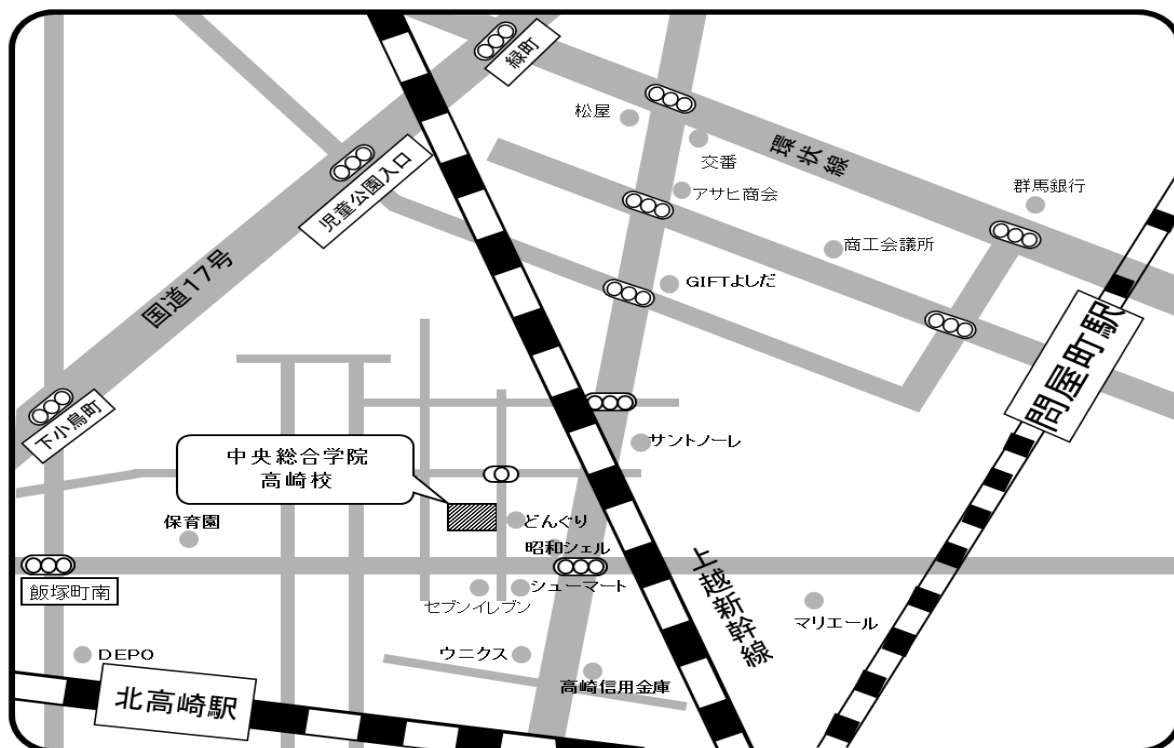 緑町
松屋
交番
環状線
児童公園入口
アサヒ商会
群馬銀行
国道17号
商工会議所
GIFTよしだ
問屋町駅
下小鳥町
サントノーレ
中央総合学院
高崎校
保育園
どんぐり
昭和シェル
飯塚町南
シューマート
セブンイレブン
上越新幹線
マリエール
DEPO
ウニクス
高崎信用金庫
北高崎駅